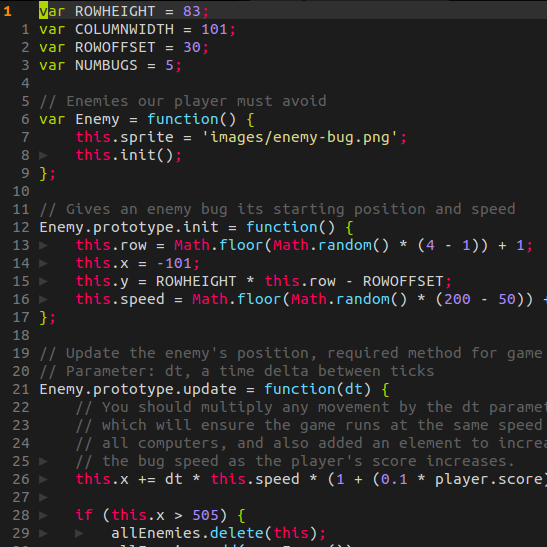 1 var ROWHEIGHT = 83;
1 var COLUMNWIDTH = 101;
2 var ROWOFFSET = 30;
3 var NUMBUGS = 5;
4
5 // Enemies our player must avoid
6 var Enemy = function() {
7     this.sprite = 'images/enemy-bug.png';
8 ▶   this.init();
9 };
10
11 // Gives an enemy bug its starting position and speed
12 Enemy.prototype.init = function() {
13 ▶   this.row = Math.floor(Math.random() * (4 - 1)) + 1;
14 ▶   this.x = -101;
15 ▶   this.y = ROWHEIGHT * this.row - ROWOFFSET;
16 ▶   this.speed = Math.floor(Math.random() * (200 - 50)) +
17 };
18
19 // Update the enemy's position, required method for game
20 // Parameter: dt, a time delta between ticks
21 Enemy.prototype.update = function(dt) {
22     // You should multiply any movement by the dt paramet
23     // which will ensure the game runs at the same speed
24     // all computers, and also added an element to increa
25 ▶   // the bug speed as the player's score increases.
26 ▶   this.x += dt * this.speed * (1 + (0.1 * player.score)
27 ▶
28 ▶   if (this.x > 505) {
29 ▶   ▶   allEnemies.delete(this);